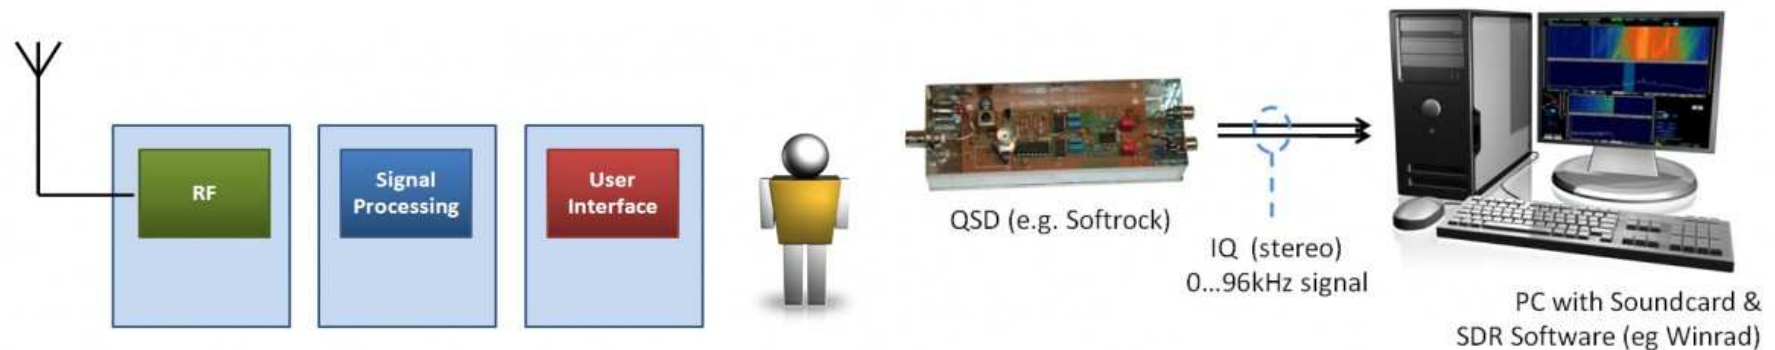 RF
Signal
Processing
User
Interface
QSD (e.g. Softrock)
IQ  (stereo)
0...96kHz signal
PC with Soundcard &
SDR Software (eg Winrad)